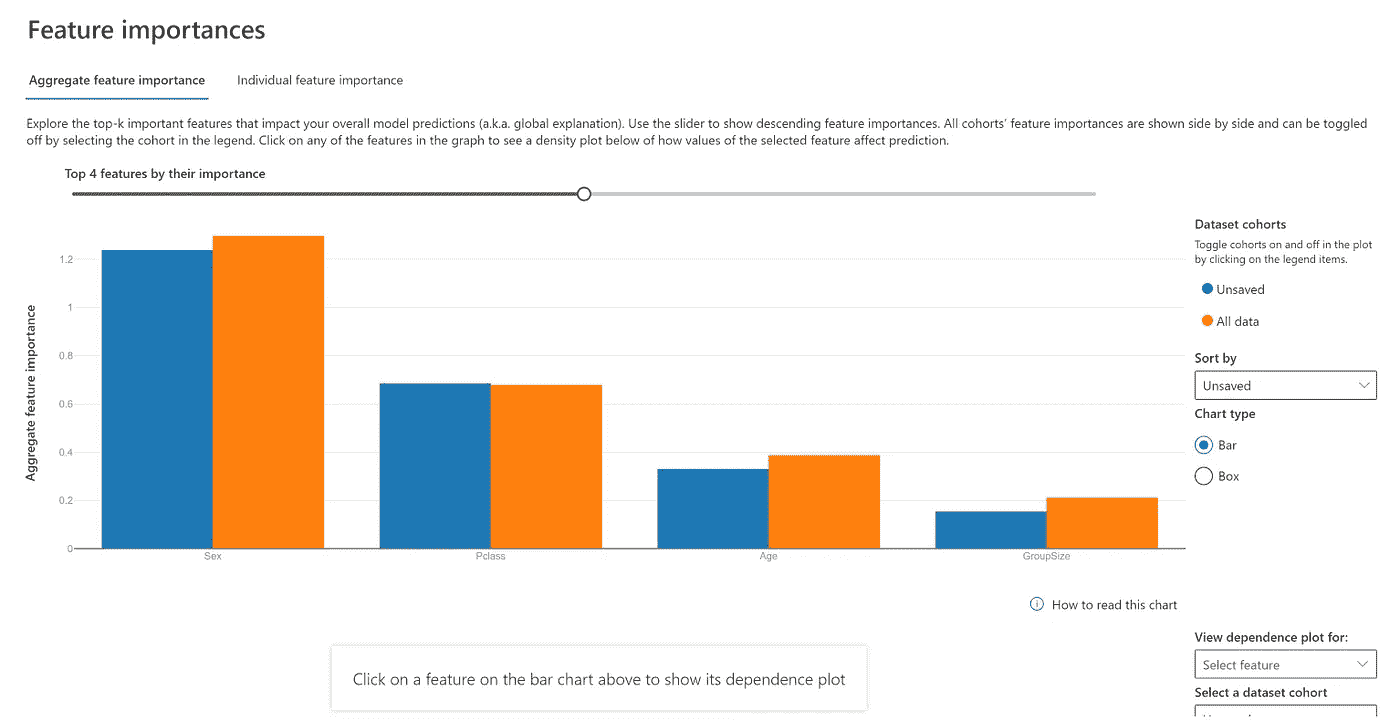 Feature importances
Aggregate feature importance
Individual feature importance
Explore the top-k important features that impact your overall model predictions (a.k.a. global explanation). Use the slider to show descending feature importances. All cohorts' feature importances are shown side by side and can be toggled
off by selecting the cohort in the legend. Click on any of the features in the graph to see a density plot below of how values of the selected feature affect prediction.
Top 4 features by their importance
Aggregate feature importance
1.2
1
0.8
0.6
0.4
0.2
0
Sex
Pclass
Age
GroupSize
Dataset cohorts
Toggle cohorts on and off in the plot
by clicking on the legend items.
Unsaved
All data
Sort by
Unsaved
Chart type
Bar
Box
How to read this chart
Click on a feature on the bar chart above to show its dependence plot
View dependence plot for:
Select feature
Select a dataset cohort